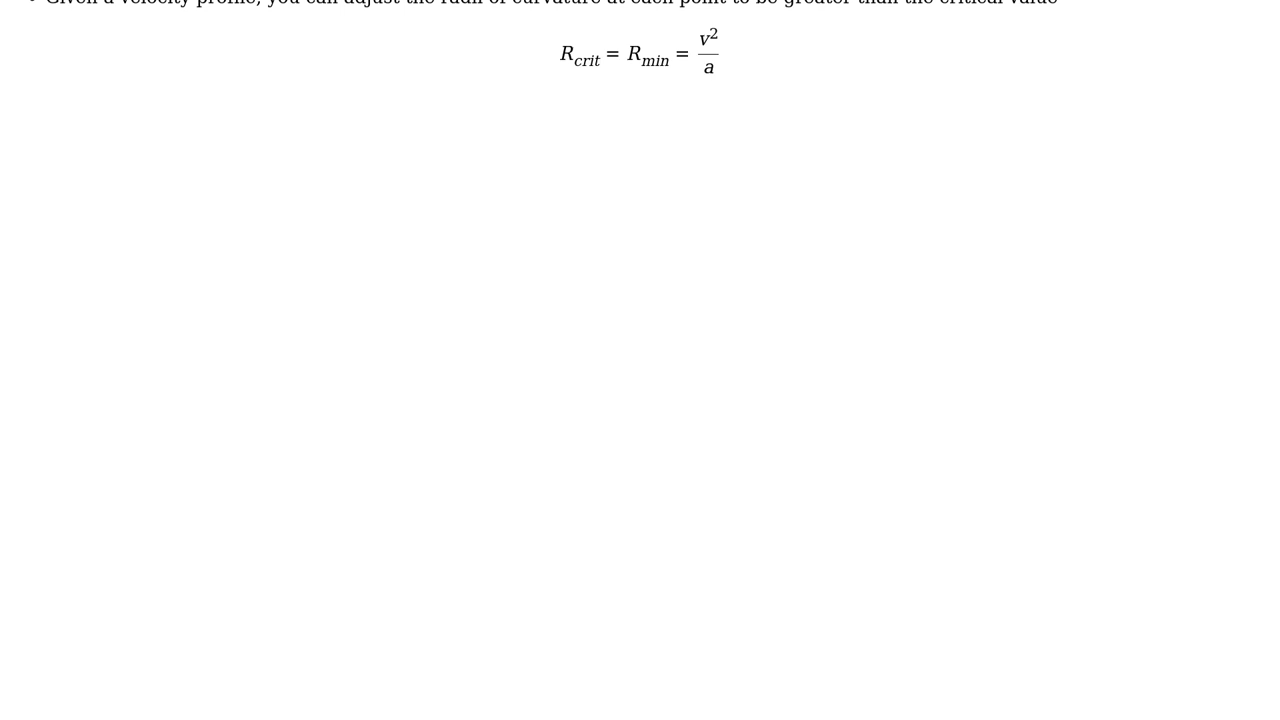 • Given a velocity profile, you can adjust the radii of curvature at each point to be greater than the critical value
R_crit = R_min = v²/a